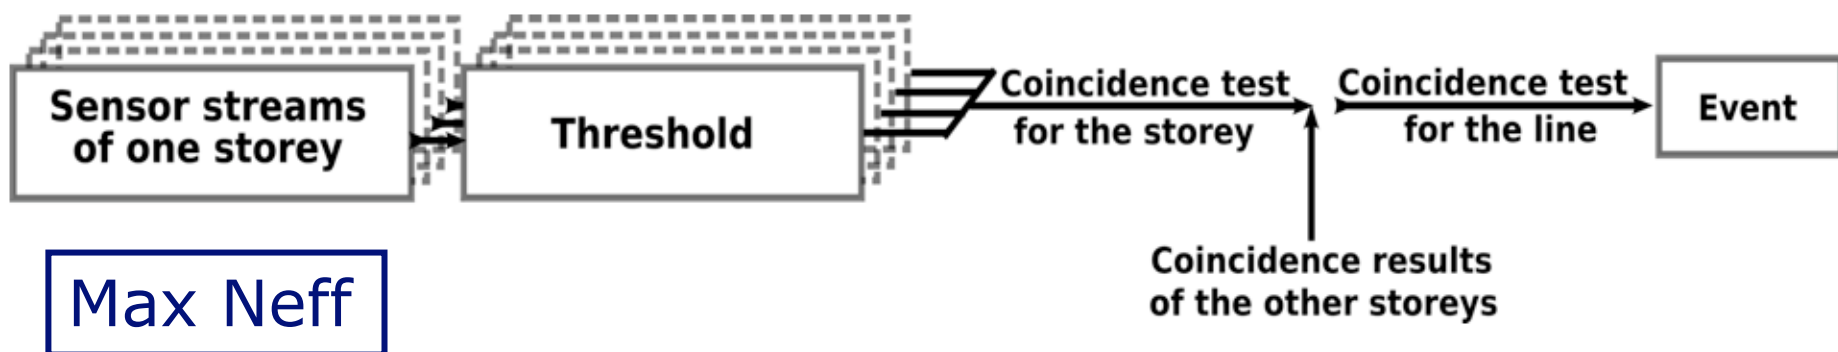 Sensor streams
of one storey
Threshold
Coincidence test
for the storey
Coincidence test
for the line
Event
Coincidence results
of the other storeys
Max Neff